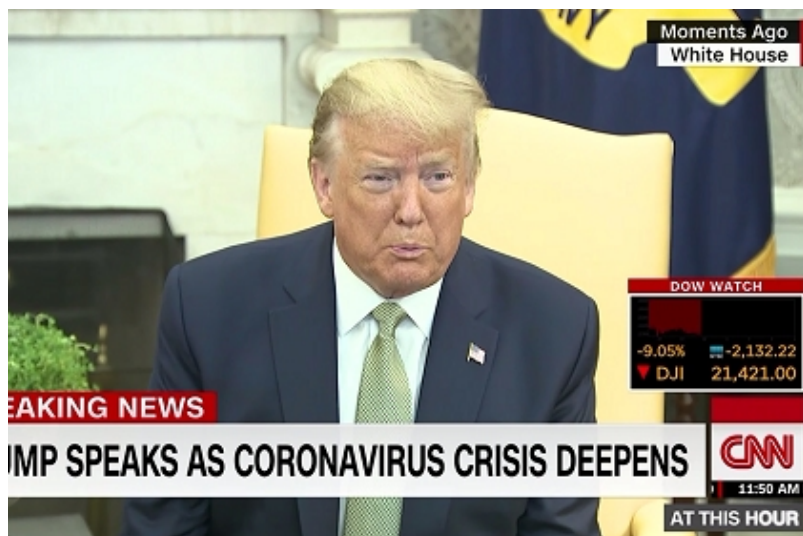 NY
Moments Ago
White House
DOW WATCH
-9.05% -2,132.22
DJI 21,421.00
EAKING NEWS
UMP SPEAKS AS CORONAVIRUS CRISIS DEEPENS
CNN
11:50 AM
AT THIS HOUR